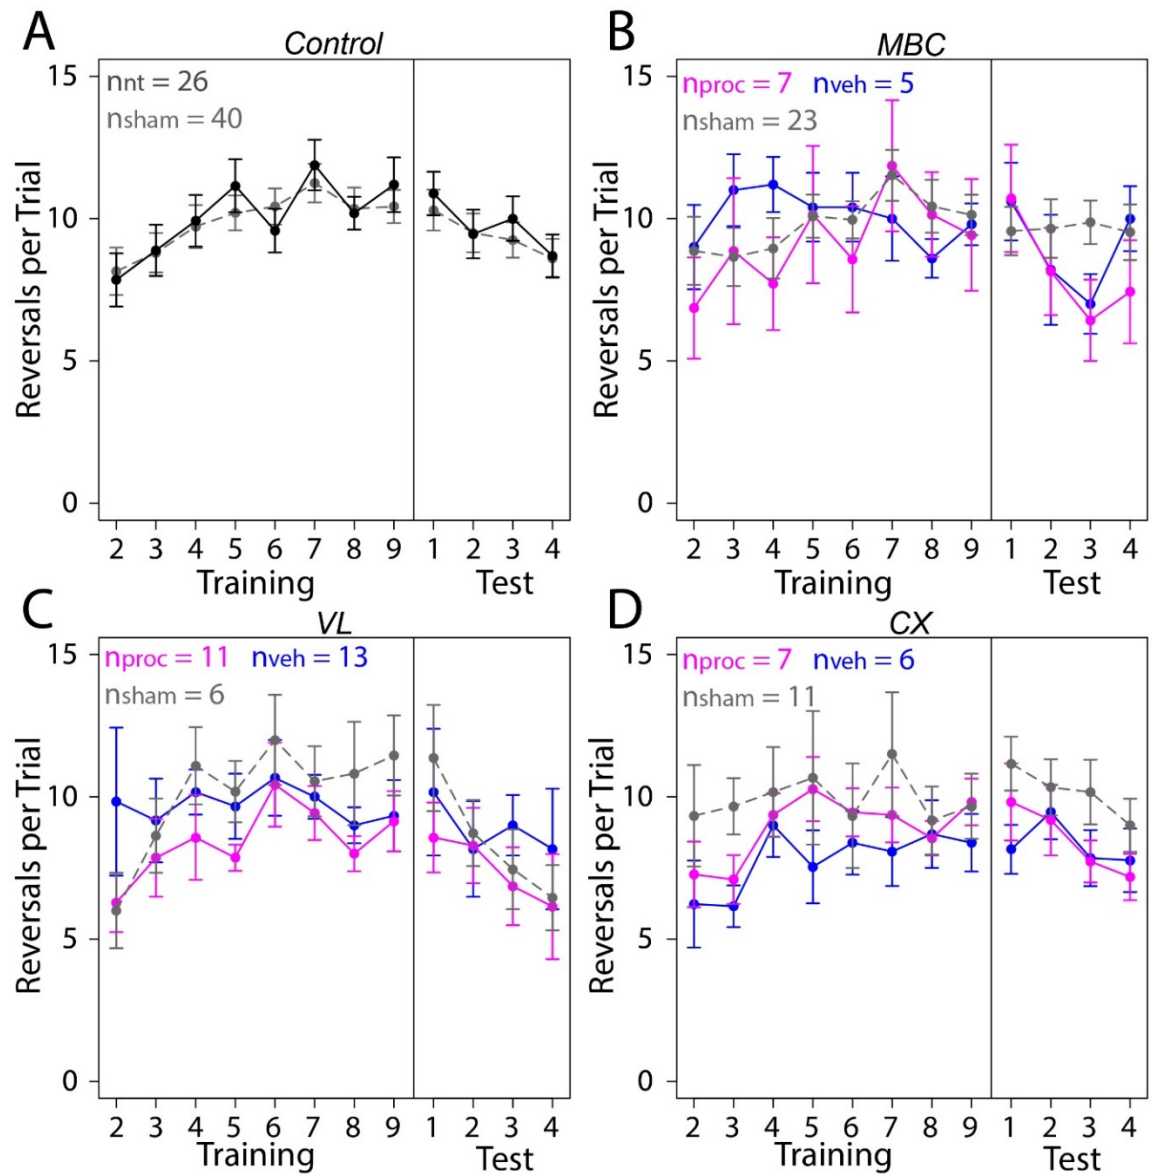 A
Control
nnt = 26
nsham = 40
15
10
5
0
Reversals per Trial
2 3 4 5 6 7 8 9 1 2 3 4
Training Test
B
MBC
nproc = 7 nveh = 5
nsham = 23
15
10
5
0
Reversals per Trial
2 3 4 5 6 7 8 9 1 2 3 4
Training Test
C
VL
nproc = 11 nveh = 13
nsham = 6
15
10
5
0
Reversals per Trial
2 3 4 5 6 7 8 9 1 2 3 4
Training Test
D
CX
nproc = 7 nveh = 6
nsham = 11
15
10
5
0
Reversals per Trial
2 3 4 5 6 7 8 9 1 2 3 4
Training Test